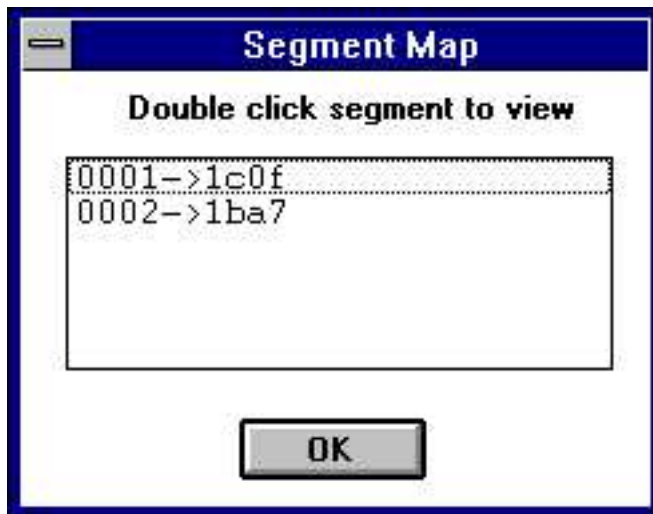 Segment Map
Double click segment to view
0001->1c0f
0002->1ba7
OK